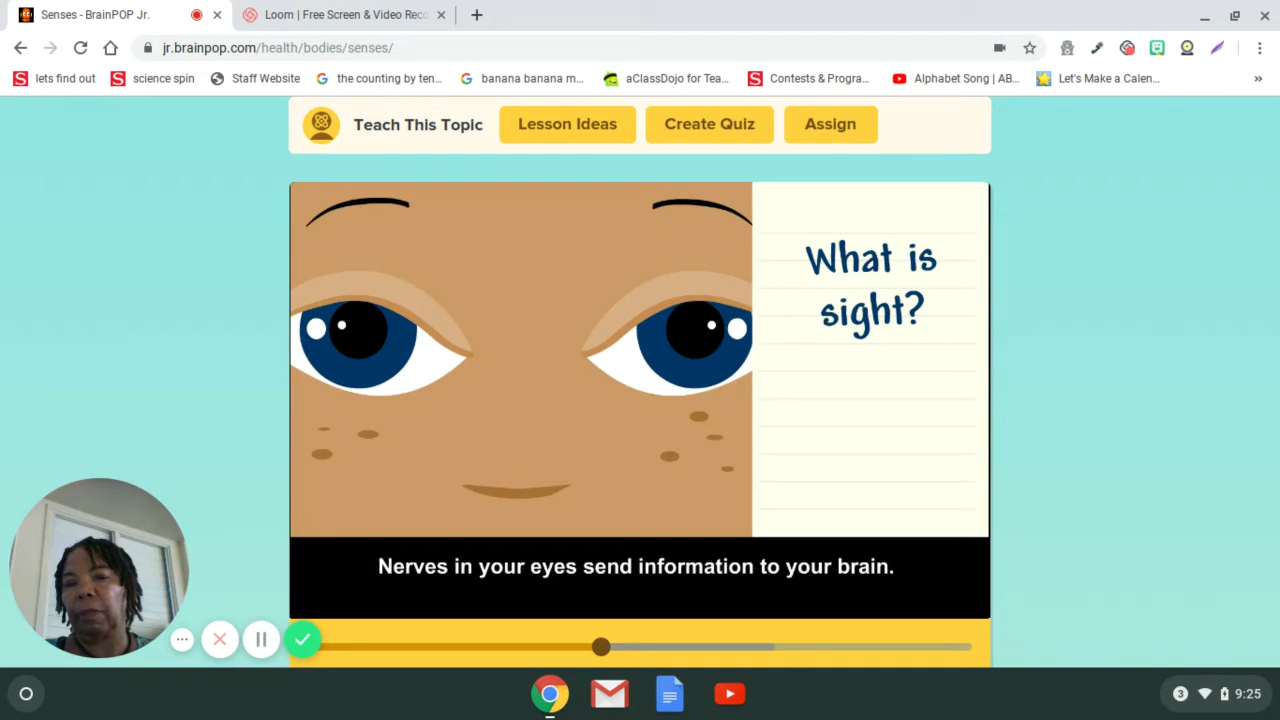 Senses - BrainPOP Jr.
Loom | Free Screen & Video Reco
jr.brainpop.com/health/bodies/senses/
lets find out
science spin
Staff Website
the counting by ten...
banana banana m...
aClassDojo for Tea...
Contests & Progra...
Alphabet Song | AB...
Let's Make a Calen...
»
Teach This Topic
Lesson Ideas
Create Quiz
Assign
What is
sight?
Nerves in your eyes send information to your brain.
3
9:25